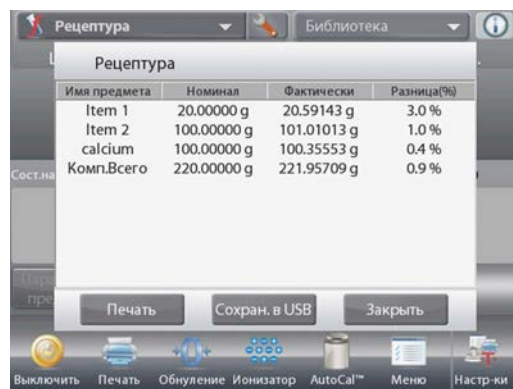 Рецептура Библиотека
Рецептура
Имя предмета Номинал Фактически Разница(%)
Item 1 20.00000 g 20.59143 g 3.0 %
Item 2 100.00000 g 101.01013 g 1.0 %
calcium 100.00000 g 100.35553 g 0.4 %
Комп.Всего 220.00000 g 221.95709 g 0.9 %
Сост.на
Пара
пре
Печать Сохран. в USB Закрыть
Выключить Печать Обнуление Ионизатор AutoCal™ Меню Настр-ки